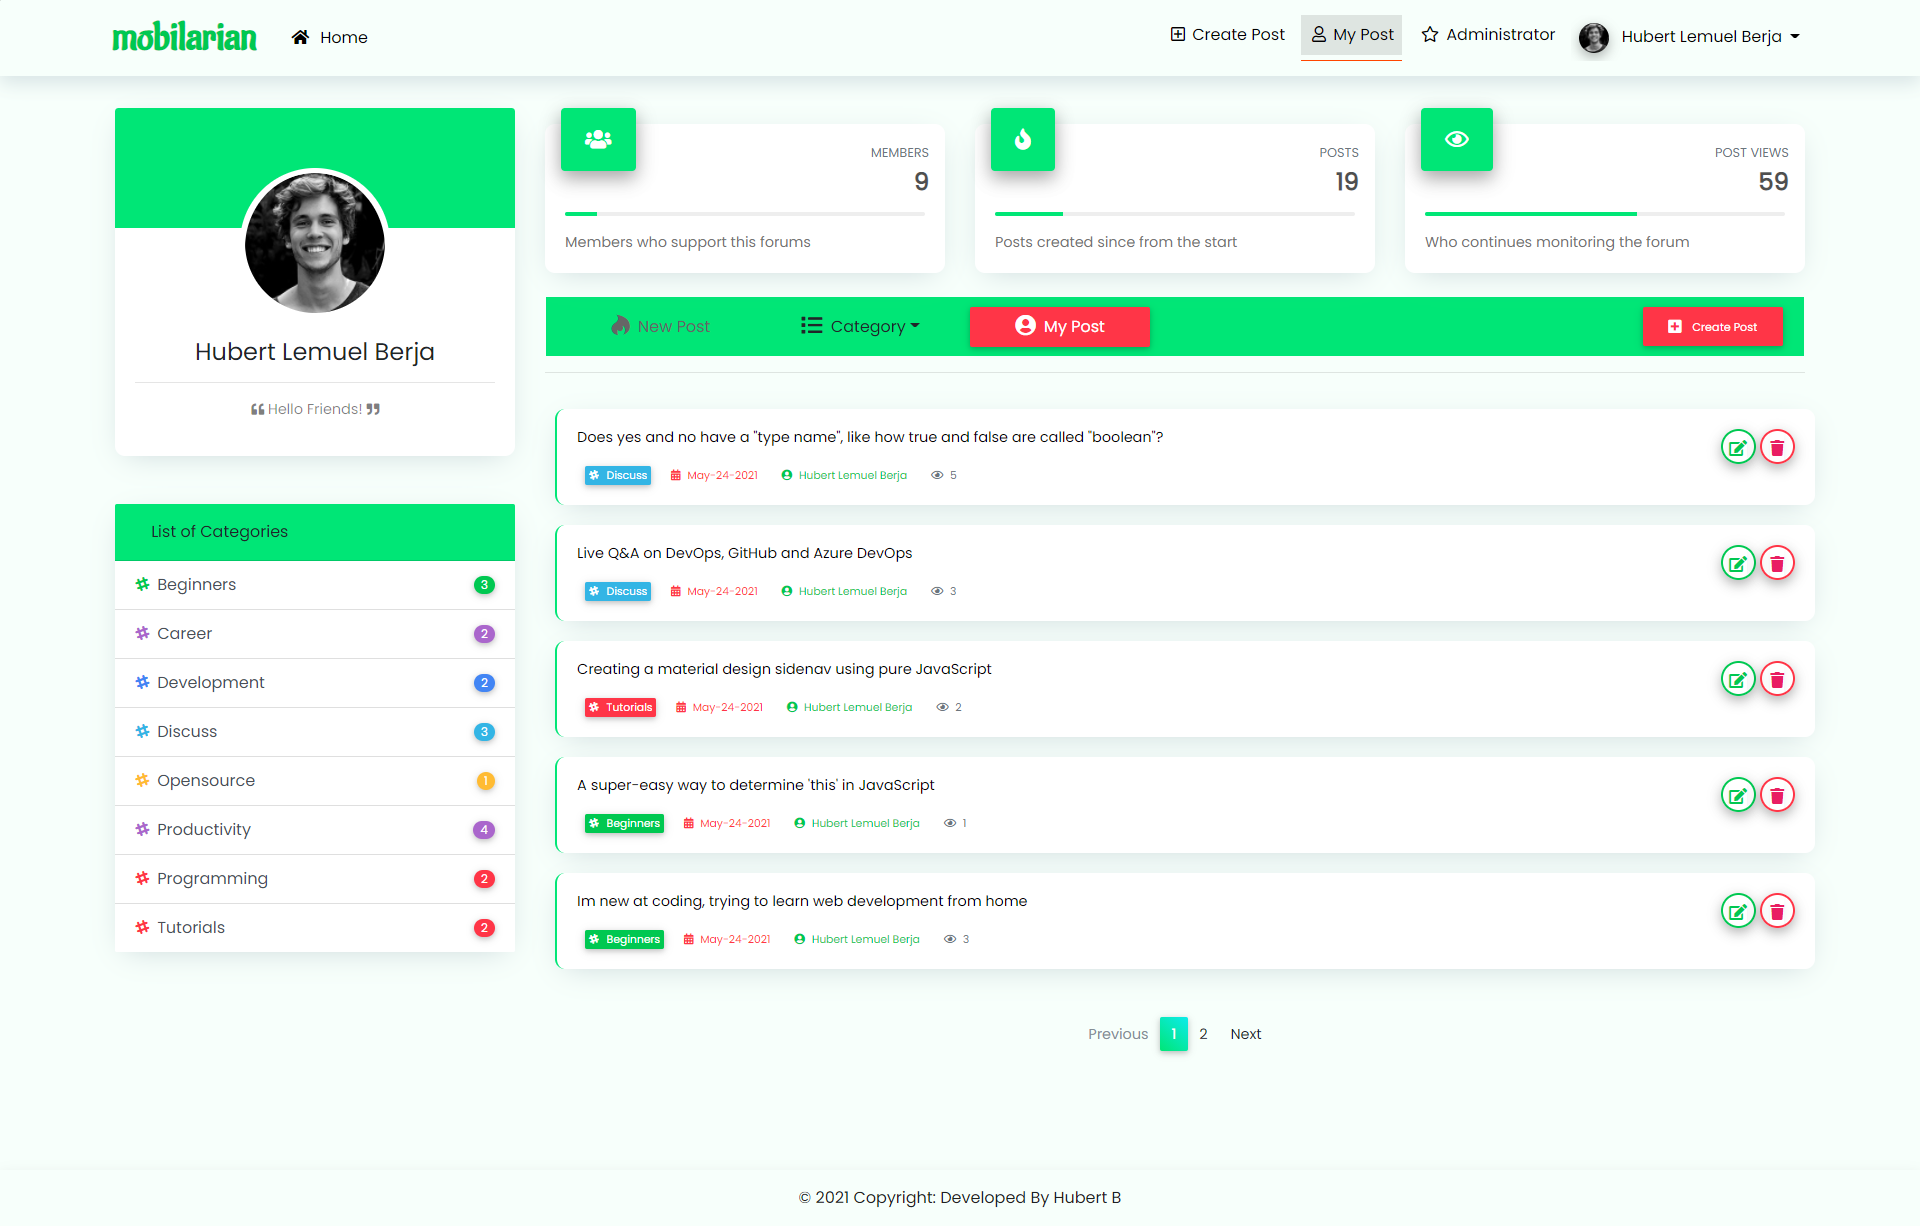 mobilarian
Home
Create Post
My Post
Administrator
Hubert Lemuel Berja
Hubert Lemuel Berja
Hello Friends!
List of Categories
Beginners 3
Career 2
Development 2
Discuss 3
Opensource 1
Productivity 4
Programming 2
Tutorials 2
MEMBERS
9
Members who support this forums
POSTS
19
Posts created since from the start
POST VIEWS
59
Who continues monitoring the forum
New Post
Category
My Post
Create Post
Does yes and no have a "type name", like how true and false are called "boolean"?
Discuss May-24-2021 Hubert Lemuel Berja 5
Live Q&A on DevOps, GitHub and Azure DevOps
Discuss May-24-2021 Hubert Lemuel Berja 3
Creating a material design sidenav using pure JavaScript
Tutorials May-24-2021 Hubert Lemuel Berja 2
A super-easy way to determine 'this' in JavaScript
Beginners May-24-2021 Hubert Lemuel Berja 1
Im new at coding, trying to learn web development from home
Beginners May-24-2021 Hubert Lemuel Berja 3
Previous 1 2 Next
© 2021 Copyright: Developed By Hubert B